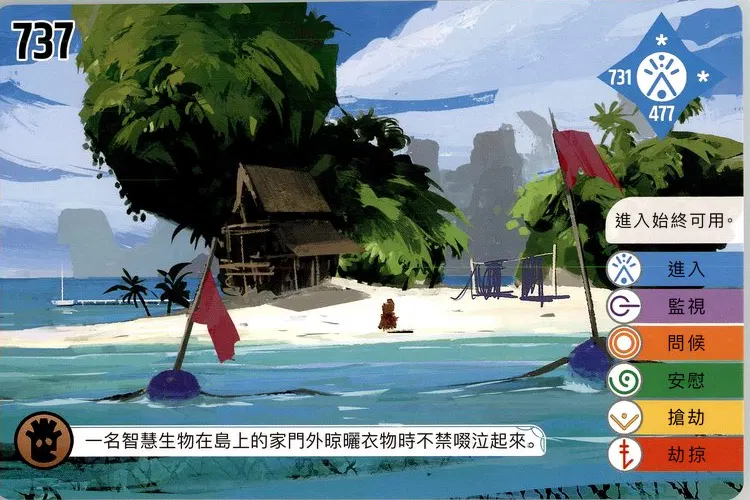 737
*
731
*
477
進入始終可用。
進入
監視
問候
安慰
搶劫
劫掠
一名智慧生物在島上的家門外晾曬衣物時不禁啜泣起來。